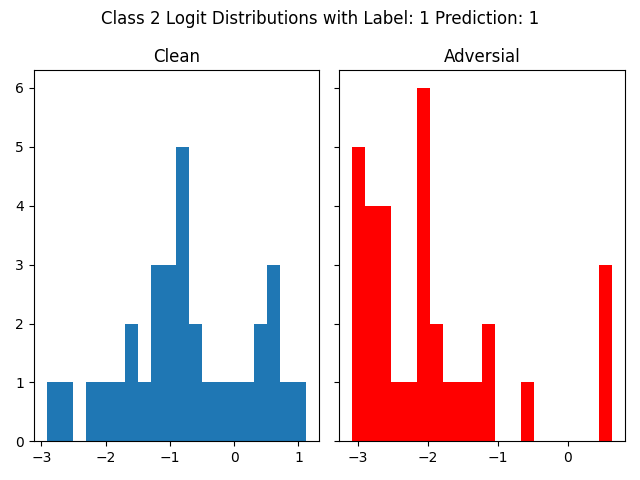 Class 2 Logit Distributions with Label: 1 Prediction: 1
Clean
Adversial
6
5
4
3
2
1
0
−3 −2 −1 0 1
−3 −2 −1 0